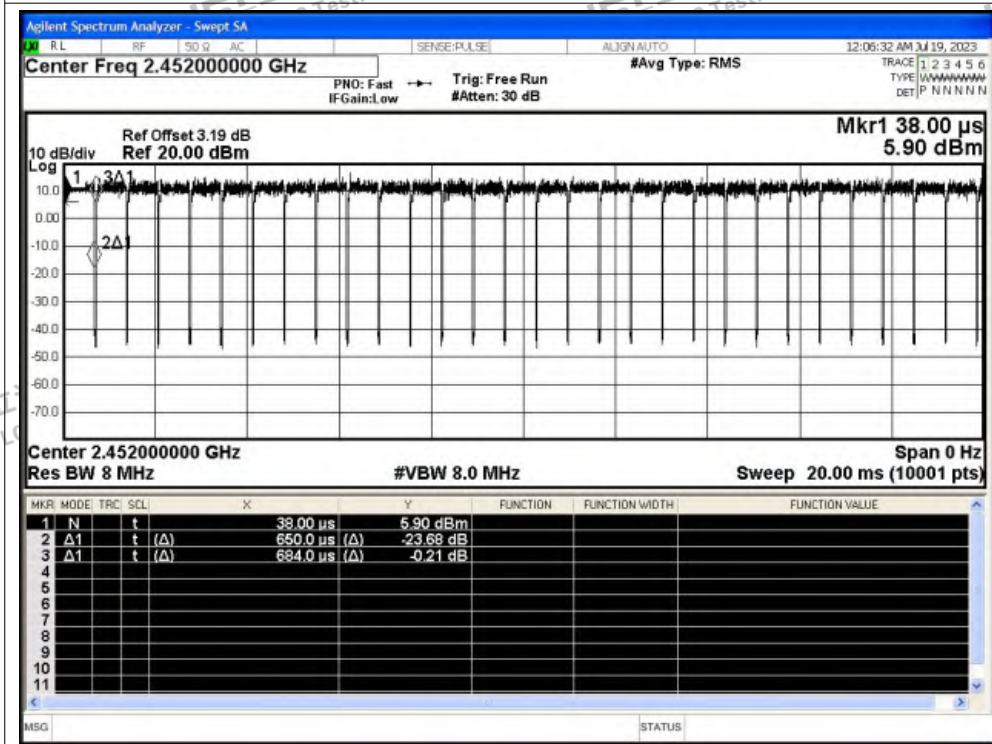 Agilent Spectrum Analyzer - Swept SA
RL RF 50 Ω AC SENSE:PULSE ALIGN AUTO 12:06:32 AM Jul 19, 2023
Center Freq 2.452000000 GHz #Avg Type: RMS TRACE 1 2 3 4 5 6
PNO: Fast Trig: Free Run TYPE WWWWWW
IFGain:Low #Atten: 30 dB DET P N N N N N
Mkr1 38.00 µs
Ref Offset 3.19 dB
10 dB/div Ref 20.00 dBm 5.90 dBm
Log
1 3Δ1
10.0
0.00
2Δ1
-10.0
-20.0
-30.0
-40.0
-50.0
-60.0
-70.0
Center 2.452000000 GHz Span 0 Hz
Res BW 8 MHz #VBW 8.0 MHz Sweep 20.00 ms (10001 pts)
MKR MODE TRC SCL X Y FUNCTION FUNCTION WIDTH FUNCTION VALUE
1 N t 38.00 µs 5.90 dBm
2 Δ1 t (Δ) 650.0 µs (Δ) -23.68 dB
3 Δ1 t (Δ) 684.0 µs (Δ) -0.21 dB
4
5
6
7
8
9
10
11
MSG STATUS